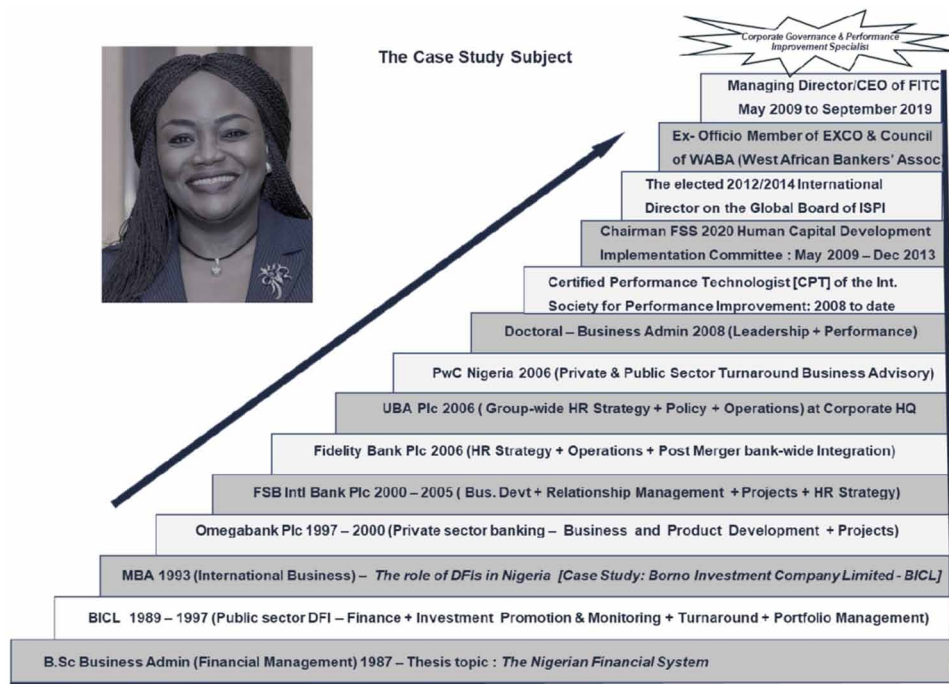 Corporate Governance & Performance
Improvement Specialist
The Case Study Subject
Managing Director/CEO of FITC
May 2009 to September 2019
Ex- Officio Member of EXCO & Council
of WABA (West African Bankers' Assoc
The elected 2012/2014 International
Director on the Global Board of ISPI
Chairman FSS 2020 Human Capital Development
Implementation Committee : May 2009 – Dec 2013
Certified Performance Technologist [CPT] of the Int.
Society for Performance Improvement: 2008 to date
Doctoral – Business Admin 2008 (Leadership + Performance)
PwC Nigeria 2006 (Private & Public Sector Turnaround Business Advisory)
UBA Plc 2006 ( Group-wide HR Strategy + Policy + Operations) at Corporate HQ
Fidelity Bank Plc 2006 (HR Strategy + Operations + Post Merger bank-wide Integration)
FSB Intl Bank Plc 2000 – 2005 ( Bus. Devt + Relationship Management + Projects + HR Strategy)
Omegabank Plc 1997 – 2000 (Private sector banking – Business and Product Development + Projects)
MBA 1993 (International Business) – The role of DFIs in Nigeria [Case Study: Borno Investment Company Limited - BICL]
BICL 1989 – 1997 (Public sector DFI – Finance + Investment Promotion & Monitoring + Turnaround + Portfolio Management)
B.Sc Business Admin (Financial Management) 1987 – Thesis topic : The Nigerian Financial System